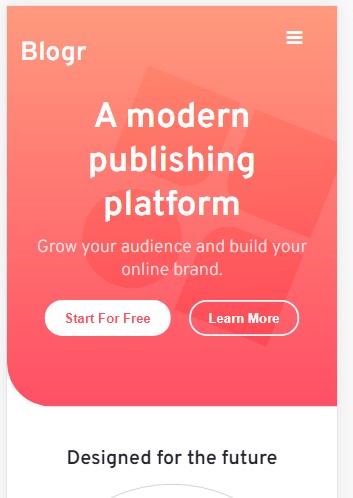 Blogr
A modern
publishing
platform
Grow your audience and build your
online brand.
Start For Free
Learn More
Designed for the future